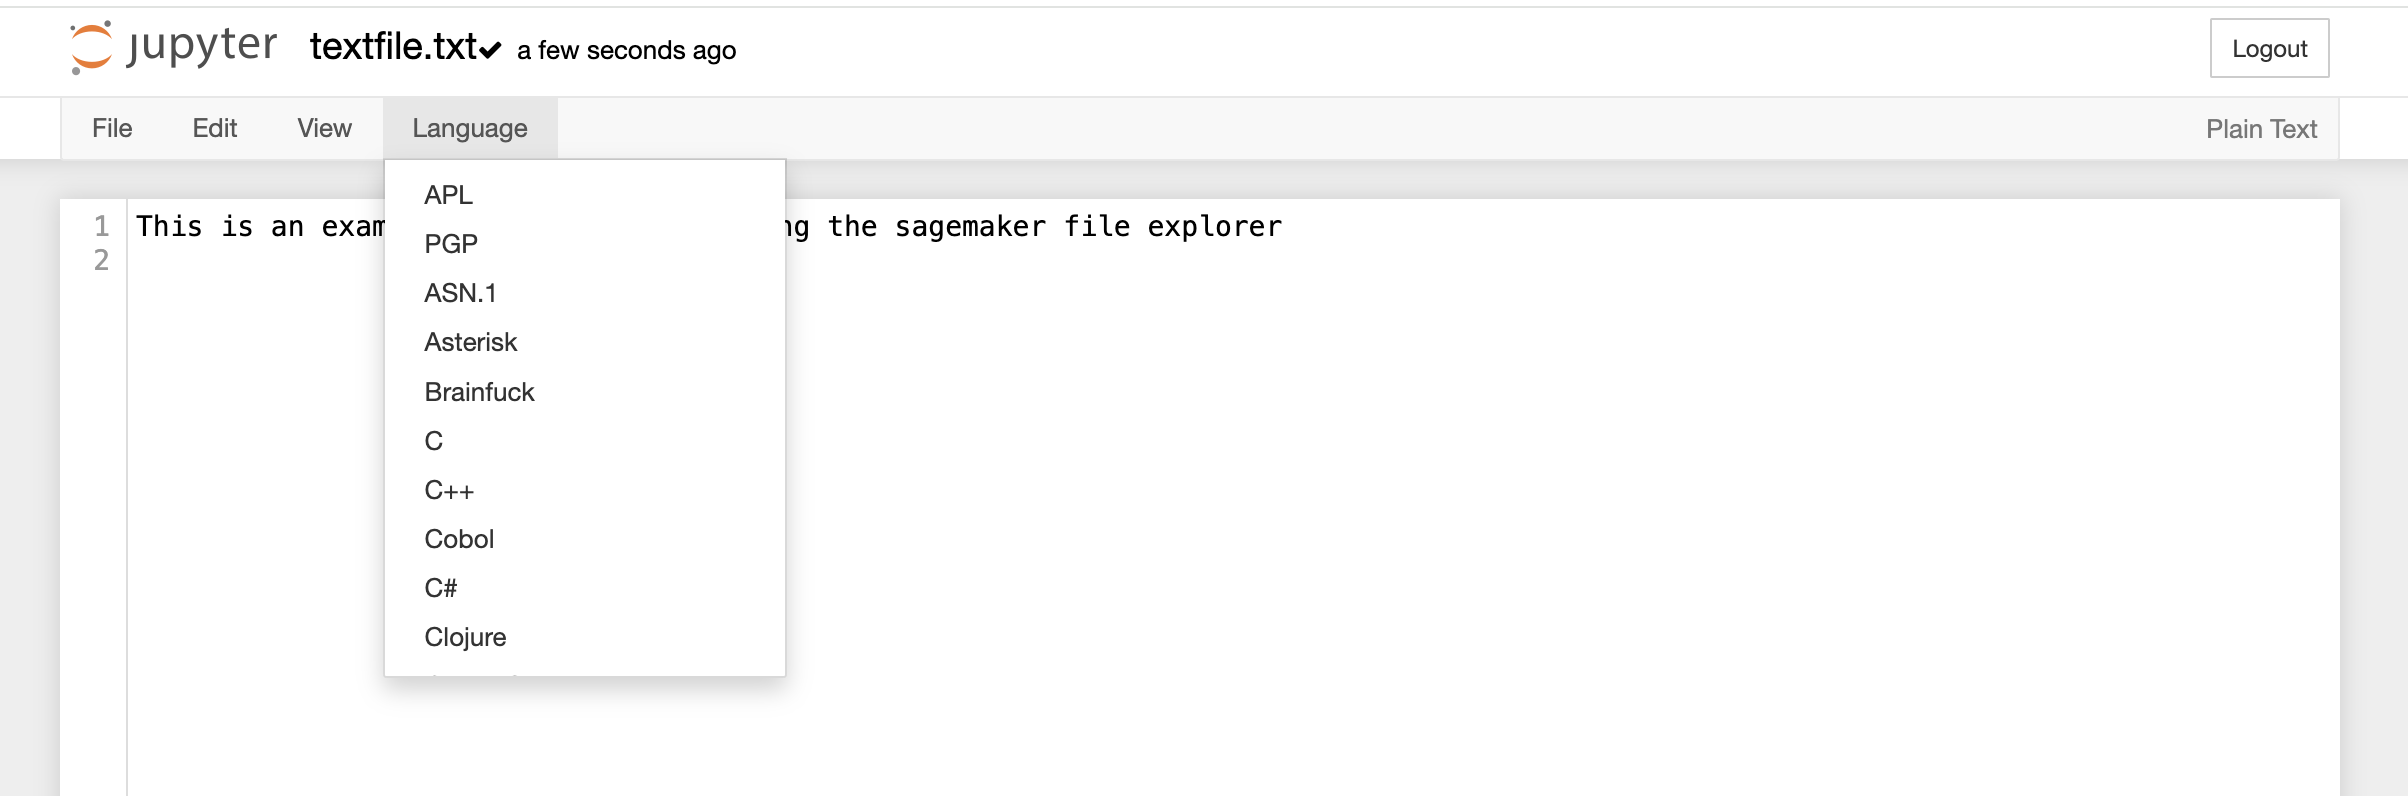 jupyter textfile.txt a few seconds ago Logout
File Edit View Language Plain Text
1 This is an exam ng the sagemaker file explorer
2
APL
PGP
ASN.1
Asterisk
Brainfuck
C
C++
Cobol
C#
Clojure